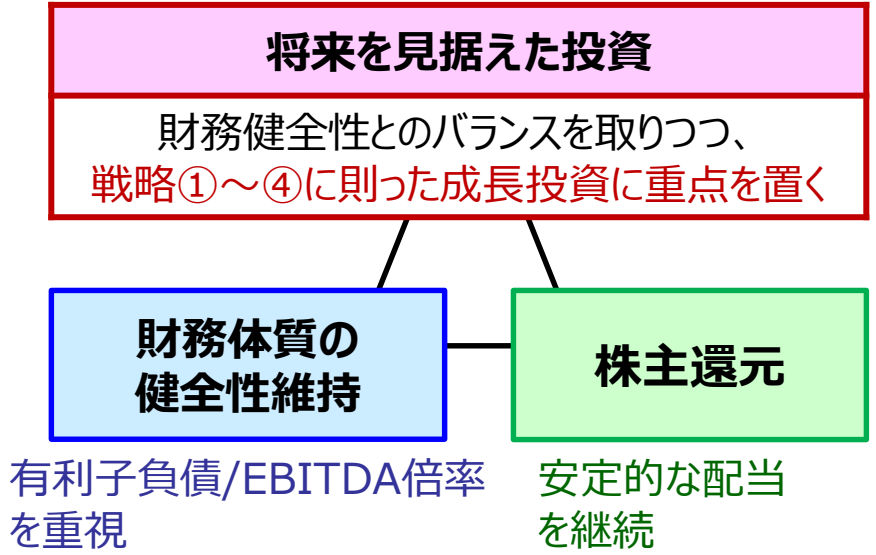 将来を見据えた投資
財務健全性とのバランスを取りつつ、
戦略①～④に則った成長投資に重点を置く
財務体質の
健全性維持
株主還元
有利子負債/EBITDA倍率
を重視
安定的な配当
を継続